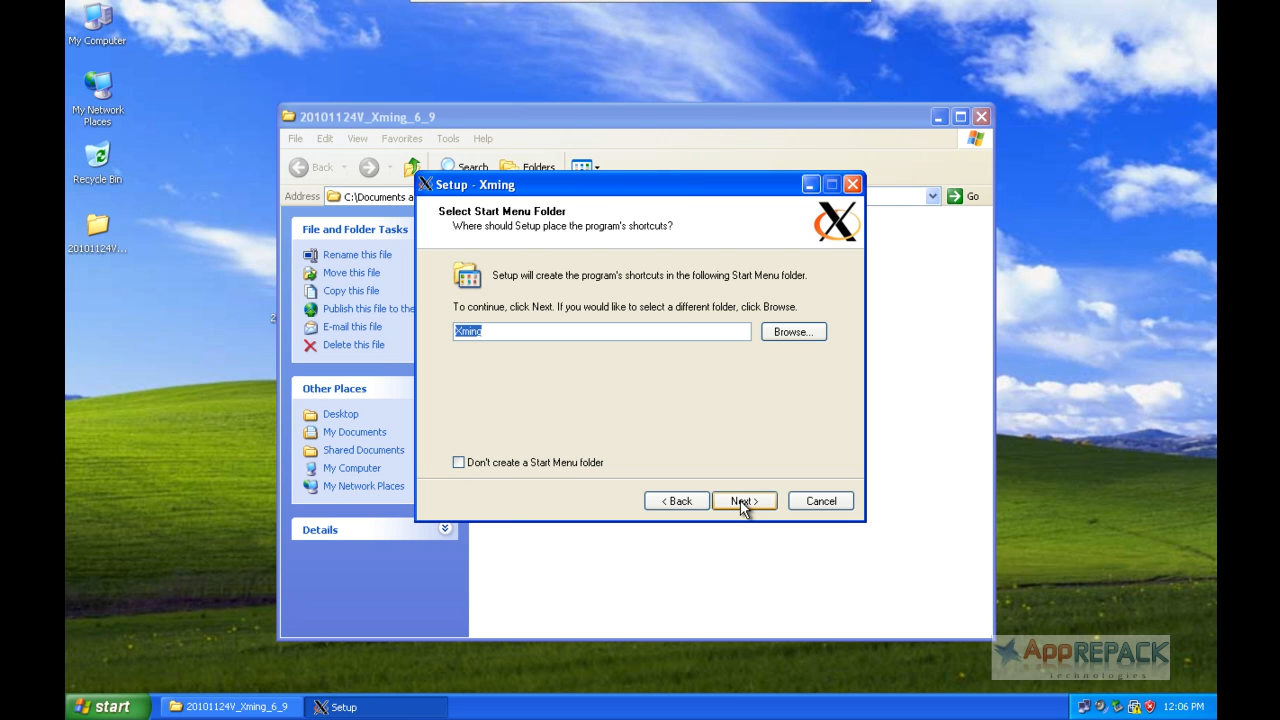 My Computer
My Network
Places
Recycle Bin
20101124V...
20101124V_Xming_6_9
File Edit View Favorites Tools Help
Back Search Folders
Address C:\Documents a Go
File and Folder Tasks
Rename this file
Move this file
Copy this file
Publish this file to the
E-mail this file
Delete this file
Other Places
Desktop
My Documents
Shared Documents
My Computer
My Network Places
Details
Setup - Xming
Select Start Menu Folder
Where should Setup place the program's shortcuts?
Setup will create the program's shortcuts in the following Start Menu folder.
To continue, click Next. If you would like to select a different folder, click Browse.
Xming Browse...
Don't create a Start Menu folder
< Back Next > Cancel
AppREPACK
technologies
start 20101124V_Xming_6_9 Setup 12:06 PM